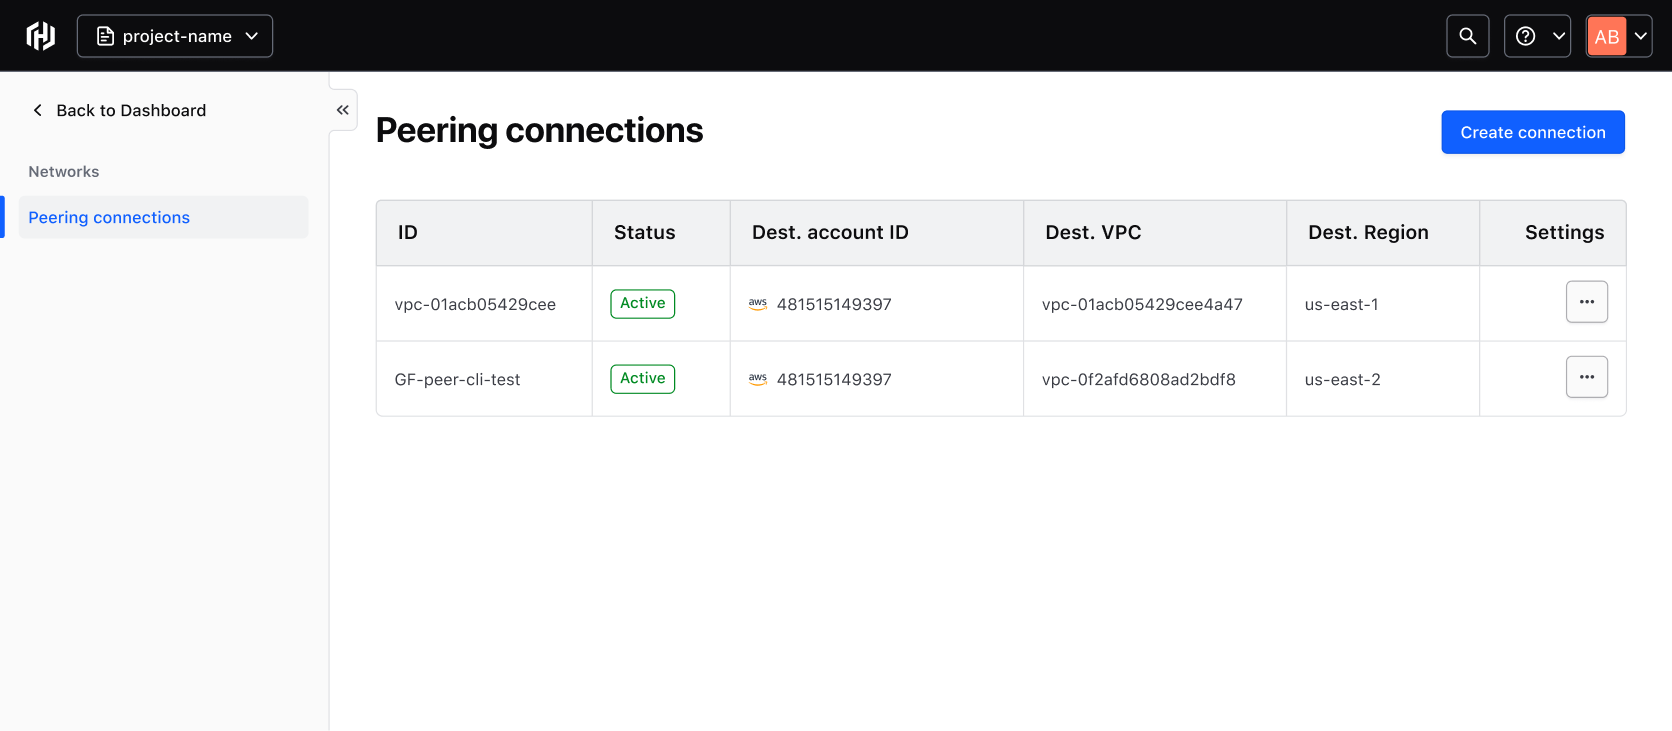 project-name
AB
Back to Dashboard
Networks
Peering connections
Peering connections
Create connection
ID Status Dest. account ID Dest. VPC Dest. Region Settings
vpc-01acb05429cee Active aws 481515149397 vpc-01acb05429cee4a47 us-east-1
GF-peer-cli-test Active aws 481515149397 vpc-0f2afd6808ad2bdf8 us-east-2